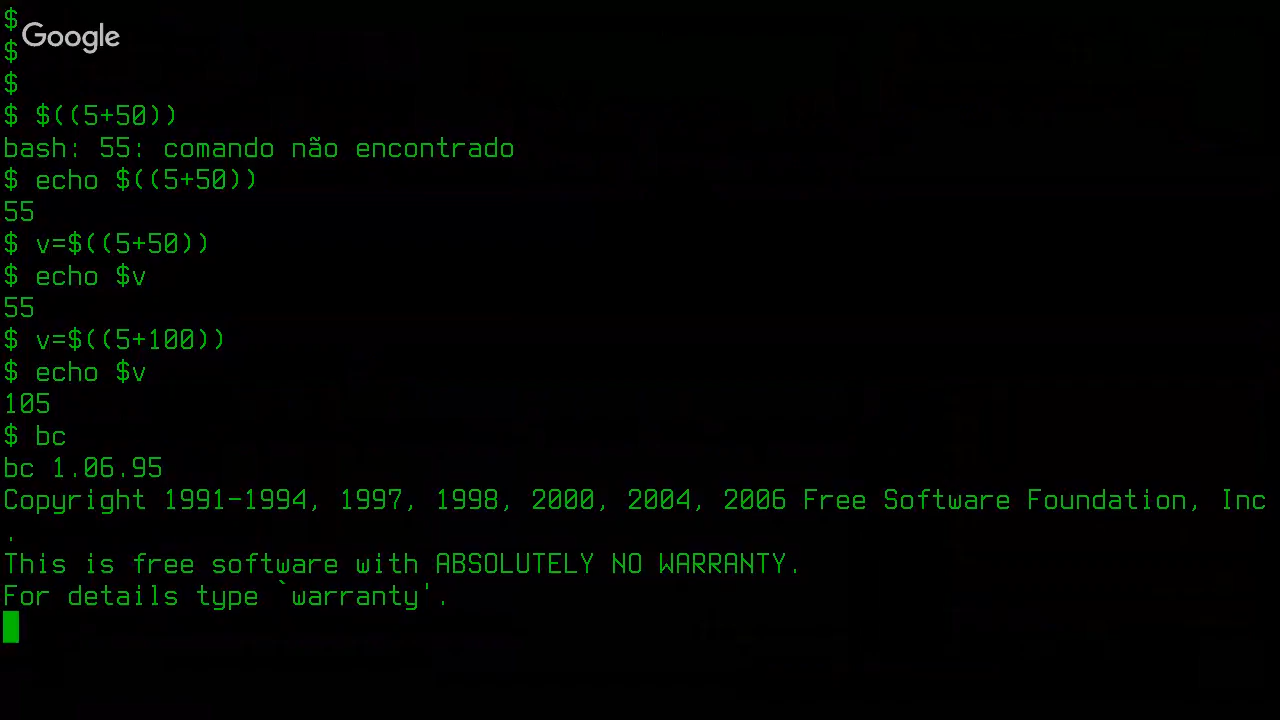 $
Google
$
$
$ $((5+50))
bash: 55: comando não encontrado
$ echo $((5+50))
55
$ v=$((5+50))
$ echo $v
55
$ v=$((5+100))
$ echo $v
105
$ bc
bc 1.06.95
Copyright 1991-1994, 1997, 1998, 2000, 2004, 2006 Free Software Foundation, Inc
.
This is free software with ABSOLUTELY NO WARRANTY.
For details type `warranty'.